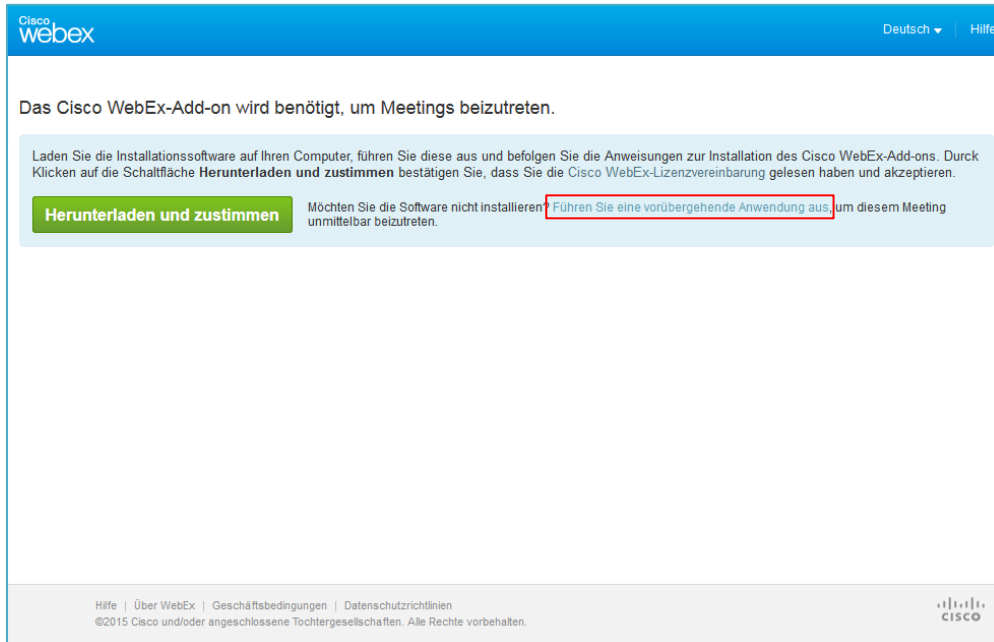 Cisco
webex
Deutsch
Hilfe
Das Cisco WebEx-Add-on wird benötigt, um Meetings beizutreten.
Laden Sie die Installationssoftware auf Ihren Computer, führen Sie diese aus und befolgen Sie die Anweisungen zur Installation des Cisco WebEx-Add-ons. Durck
Klicken auf die Schaltfläche Herunterladen und zustimmen bestätigen Sie, dass Sie die Cisco WebEx-Lizenzvereinbarung gelesen haben und akzeptieren.
Herunterladen und zustimmen
Möchten Sie die Software nicht installieren? Führen Sie eine vorübergehende Anwendung aus, um diesem Meeting
unmittelbar beizutreten.
Hilfe | Über WebEx | Geschäftsbedingungen | Datenschutzrichtlinien
©2015 Cisco und/oder angeschlossene Tochtergesellschaften. Alle Rechte vorbehalten.
CISCO